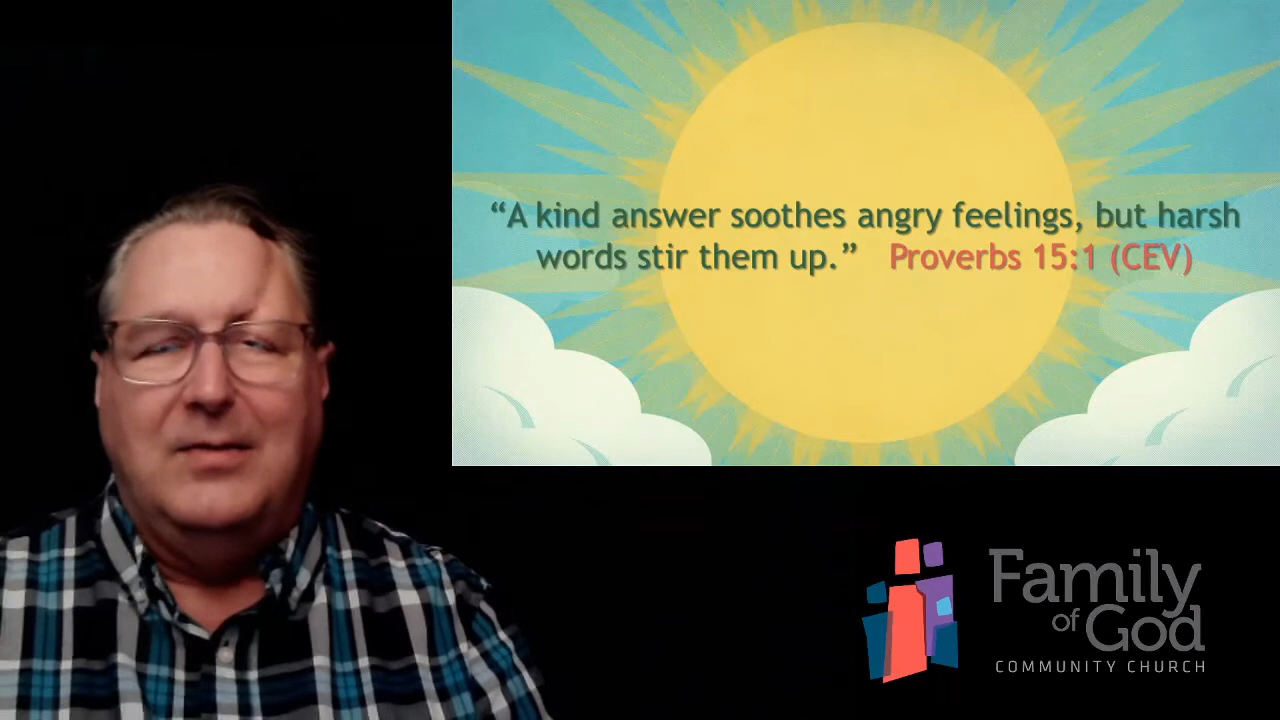 “A kind answer soothes angry feelings, but harsh
words stir them up.” Proverbs 15:1 (CEV)
Family
of God
COMMUNITY CHURCH